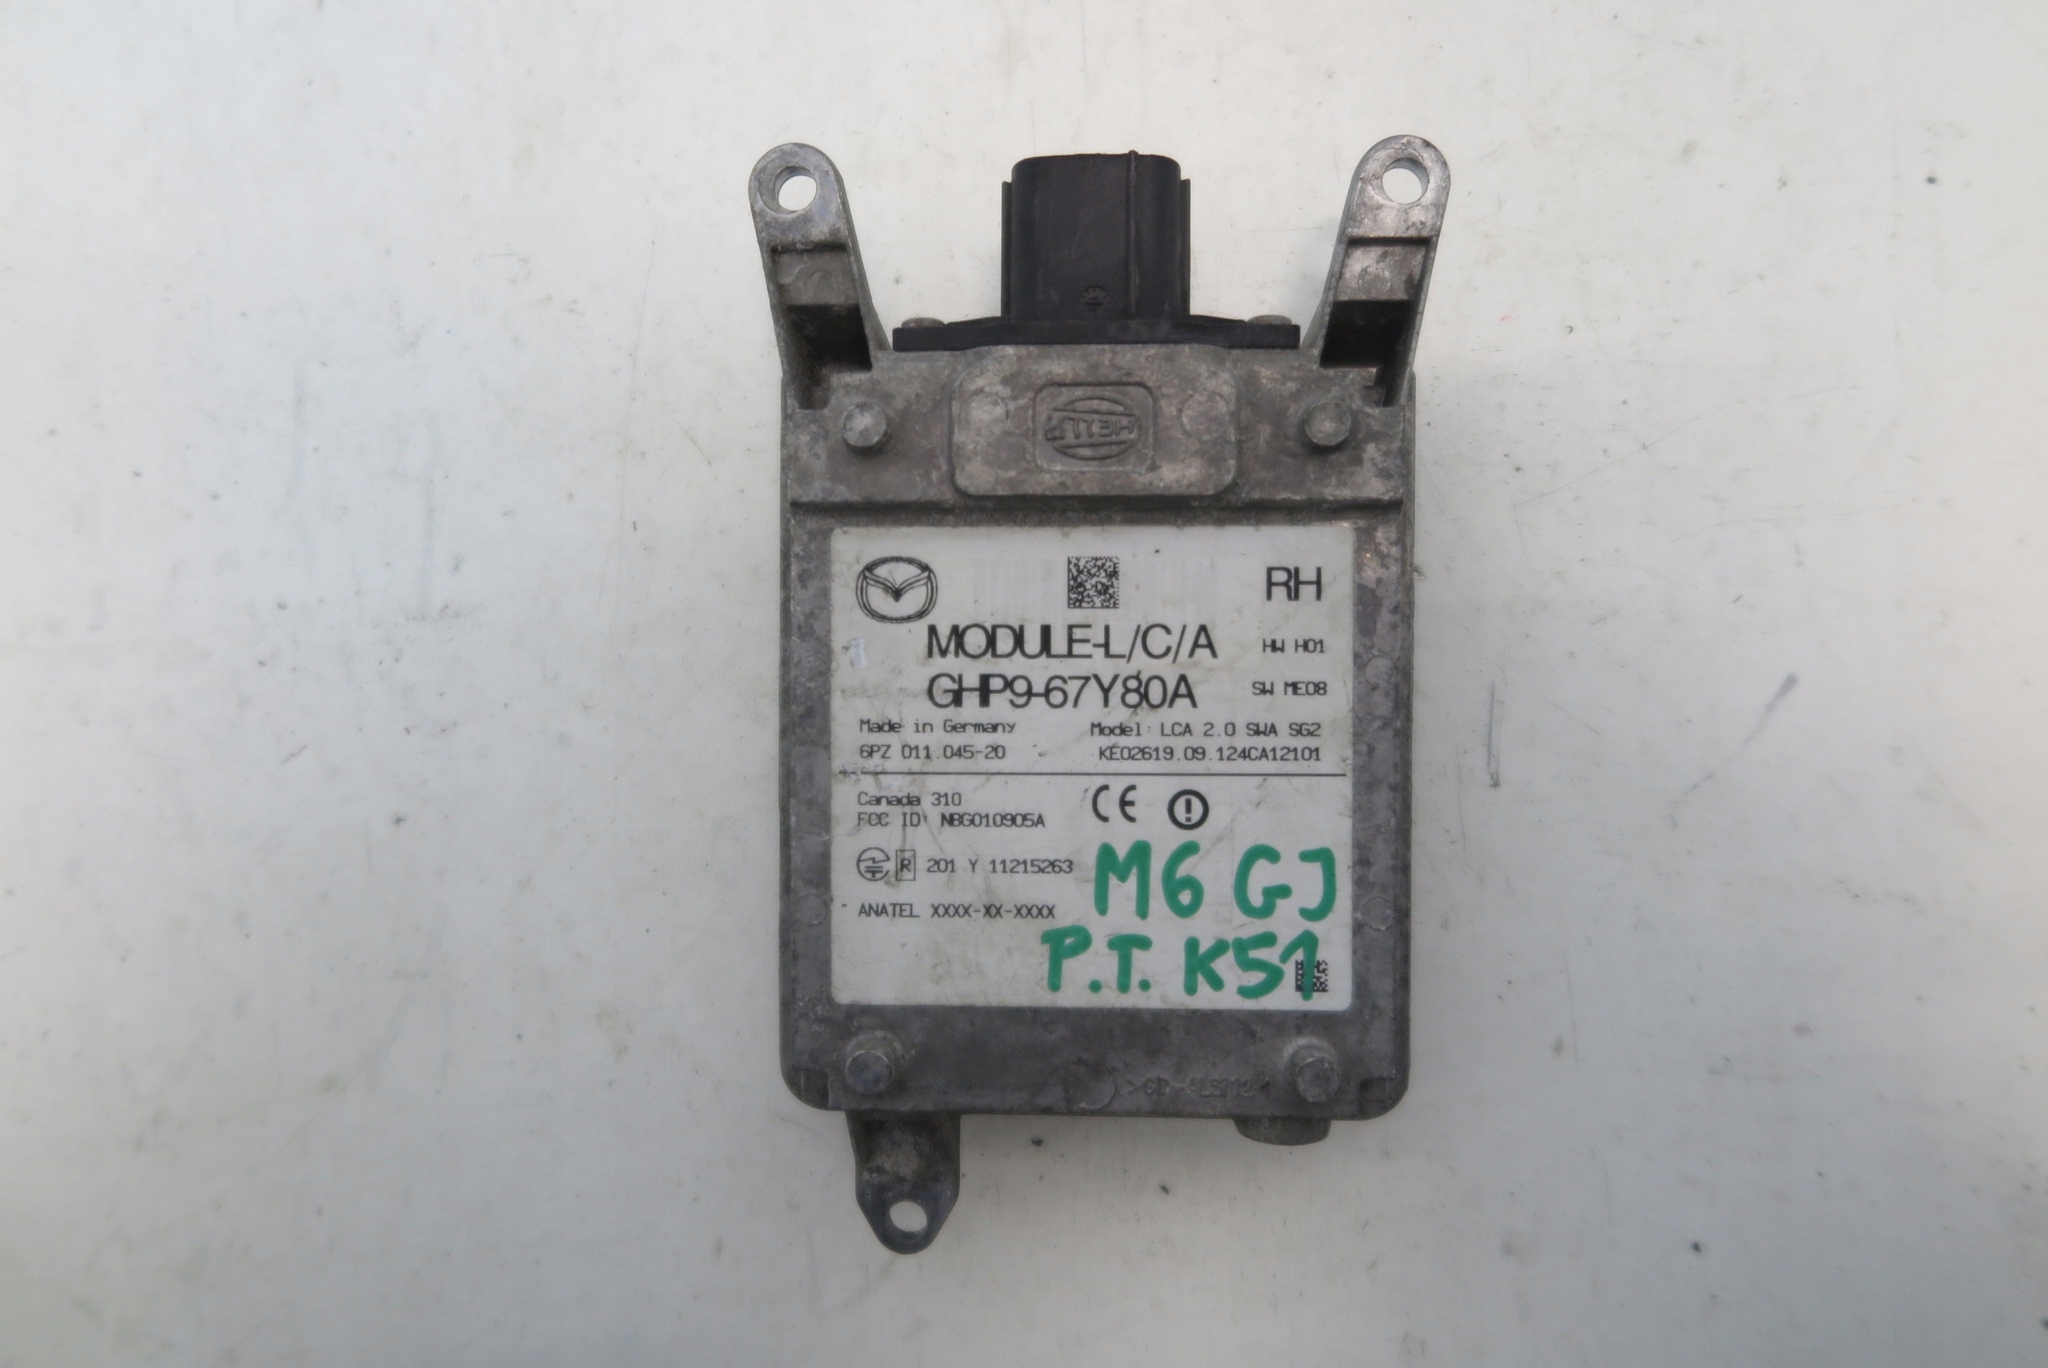 HELLA
RH
MODULE-L/C/A HW H01
GHP9-67Y80A SW ME08
Made in Germany Model: LCA 2.0 SWA SG2
6PZ 011.045-20 KE02619.09.124CA12101
Canada 310
FCC ID: NBG010905A CE
R 201 Y 11215263
ANATEL XXXX-XX-XXXX
M6 GJ
P.T. K51